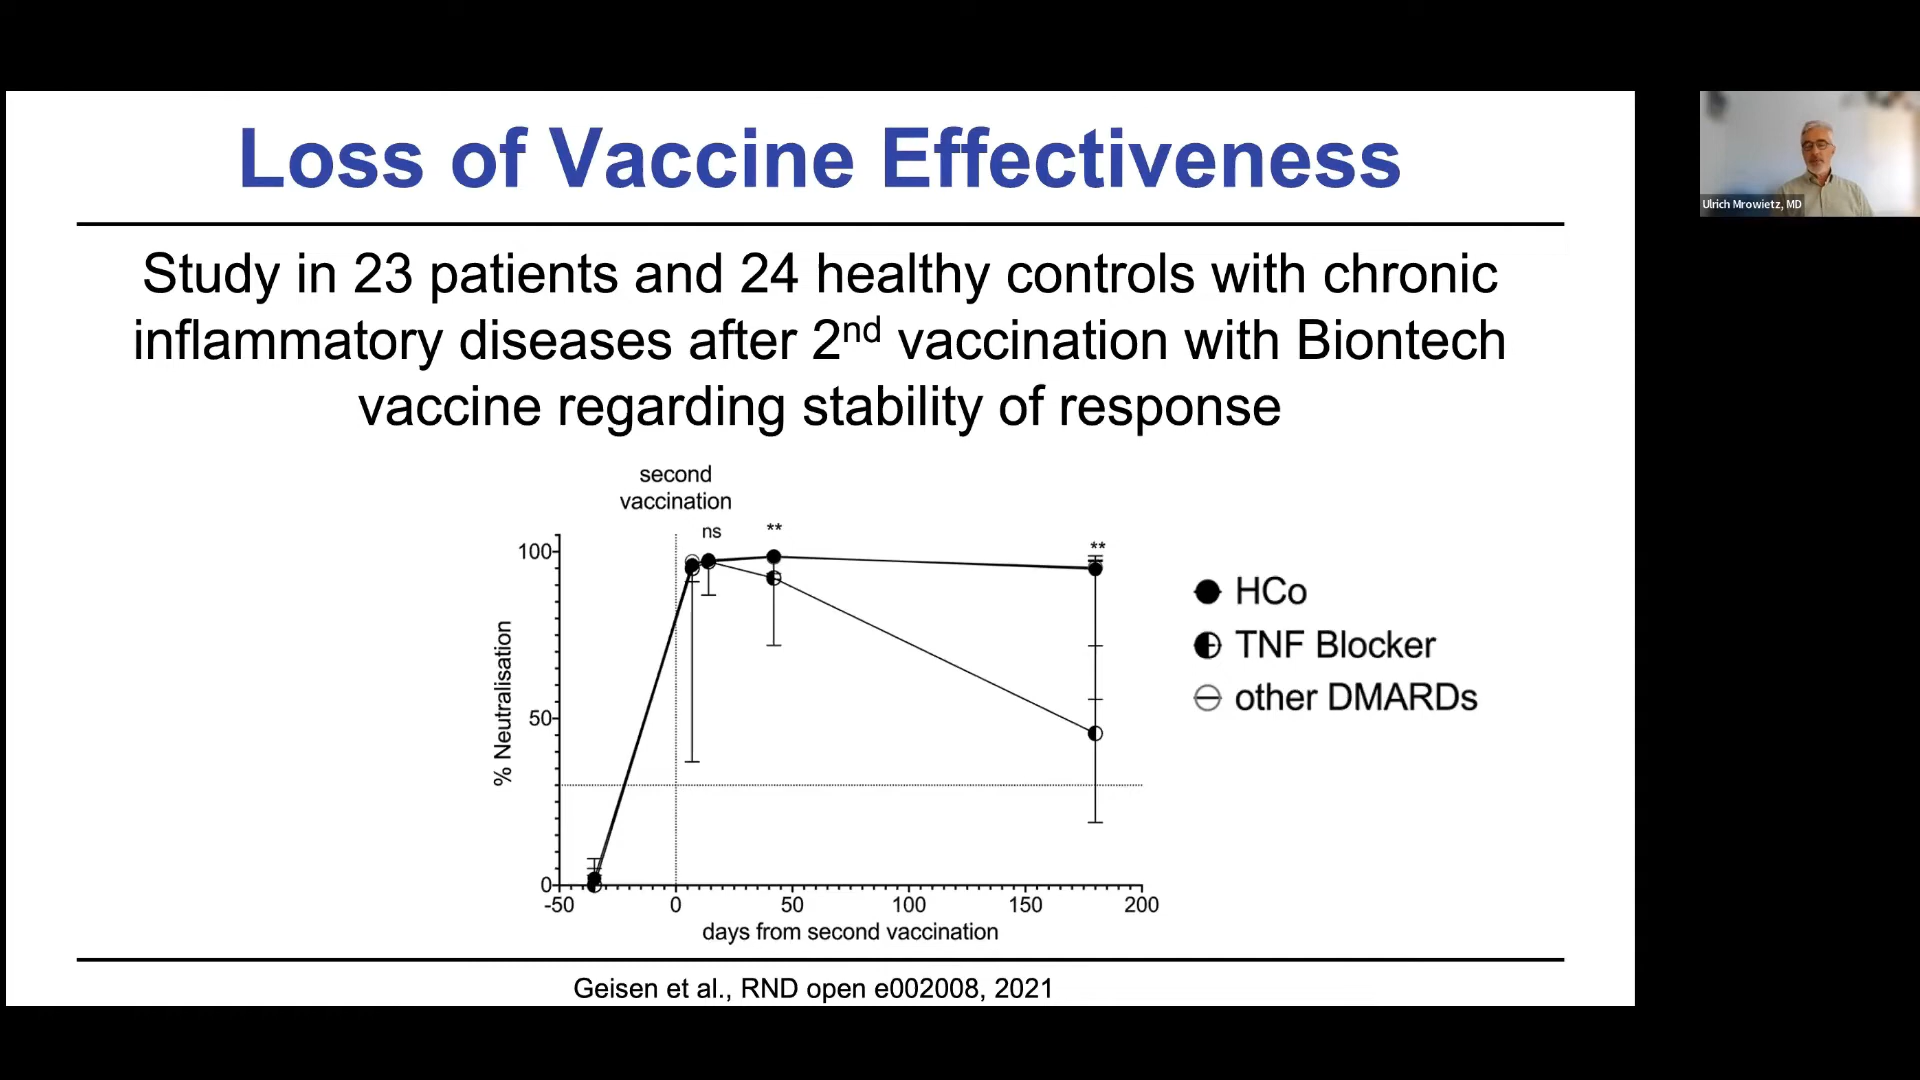 Loss of Vaccine Effectiveness
Study in 23 patients and 24 healthy controls with chronic
inflammatory diseases after 2nd vaccination with Biontech
vaccine regarding stability of response
second
vaccination
ns
**
**
100
50
0
% Neutralisation
-50 0 50 100 150 200
days from second vaccination
HCo
TNF Blocker
other DMARDs
Geisen et al., RND open e002008, 2021
Ulrich Mrowietz, MD